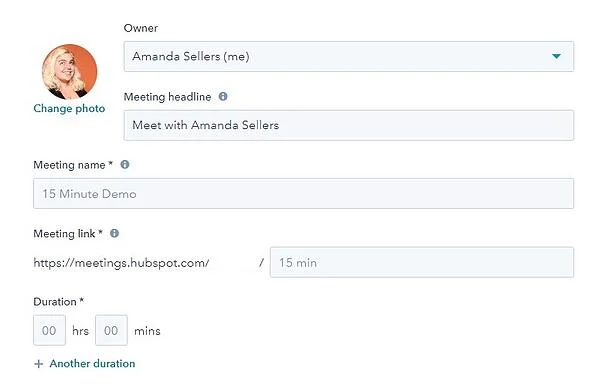 Owner
Amanda Sellers (me)
Change photo
Meeting headline
Meet with Amanda Sellers
Meeting name *
15 Minute Demo
Meeting link *
https://meetings.hubspot.com/ / 15 min
Duration *
00 hrs 00 mins
+ Another duration